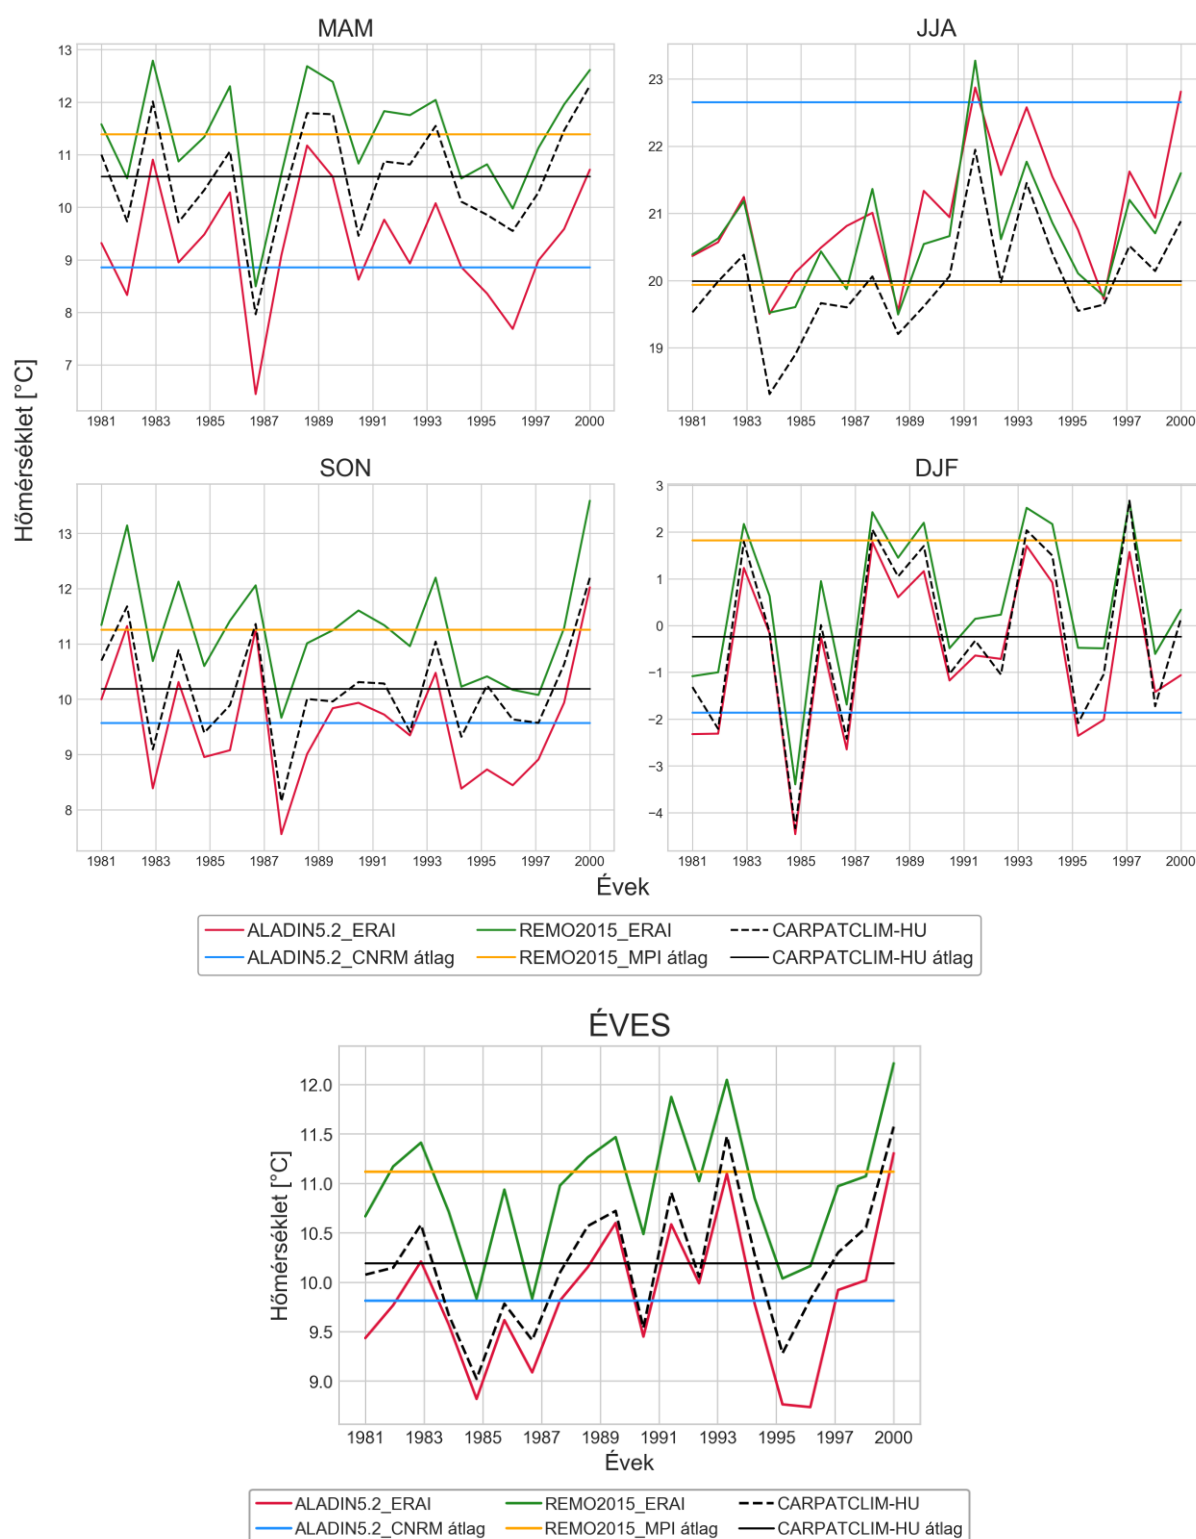 MAM
JJA
13
12
11
10
9
8
7
1981 1983 1985 1987 1989 1991 1993 1995 1997 2000
23
22
21
20
19
1981 1983 1985 1987 1989 1991 1993 1995 1997 2000
Hőmérséklet [°C]
SON
DJF
13
12
11
10
9
8
1981 1983 1985 1987 1989 1991 1993 1995 1997 2000
3
2
1
0
−1
−2
−3
−4
1981 1983 1985 1987 1989 1991 1993 1995 1997 2000
Évek
ALADIN5.2_ERAI REMO2015_ERAI CARPATCLIM-HU
ALADIN5.2_CNRM átlag REMO2015_MPI átlag CARPATCLIM-HU átlag
ÉVES
12.0
11.5
11.0
10.5
10.0
9.5
9.0
Hőmérséklet [°C]
1981 1983 1985 1987 1989 1991 1993 1995 1997 2000
Évek
ALADIN5.2_ERAI REMO2015_ERAI CARPATCLIM-HU
ALADIN5.2_CNRM átlag REMO2015_MPI átlag CARPATCLIM-HU átlag